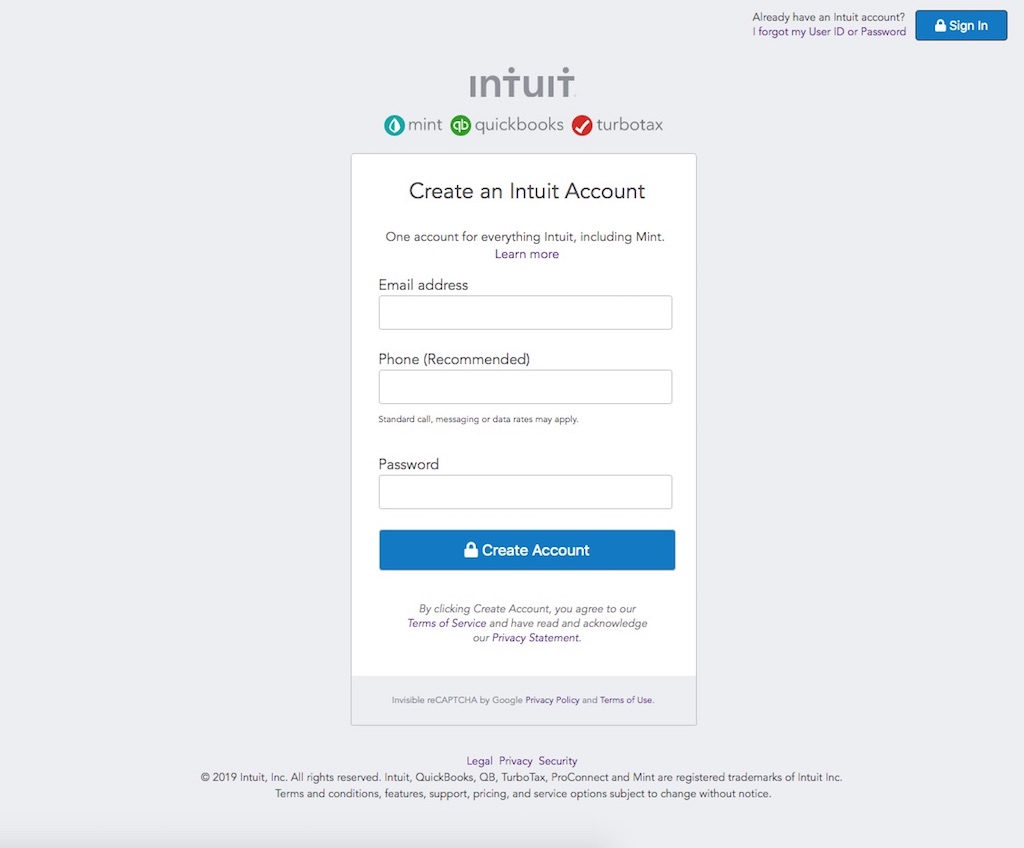 Already have an Intuit account?
I forgot my User ID or Password
Sign In
intuit
mint qb quickbooks turbotax
Create an Intuit Account
One account for everything Intuit, including Mint.
Learn more
Email address
Phone (Recommended)
Standard call, messaging or data rates may apply.
Password
Create Account
By clicking Create Account, you agree to our
Terms of Service and have read and acknowledge
our Privacy Statement.
Invisible reCAPTCHA by Google Privacy Policy and Terms of Use.
Legal Privacy Security
© 2019 Intuit, Inc. All rights reserved. Intuit, QuickBooks, QB, TurboTax, ProConnect and Mint are registered trademarks of Intuit Inc.
Terms and conditions, features, support, pricing, and service options subject to change without notice.